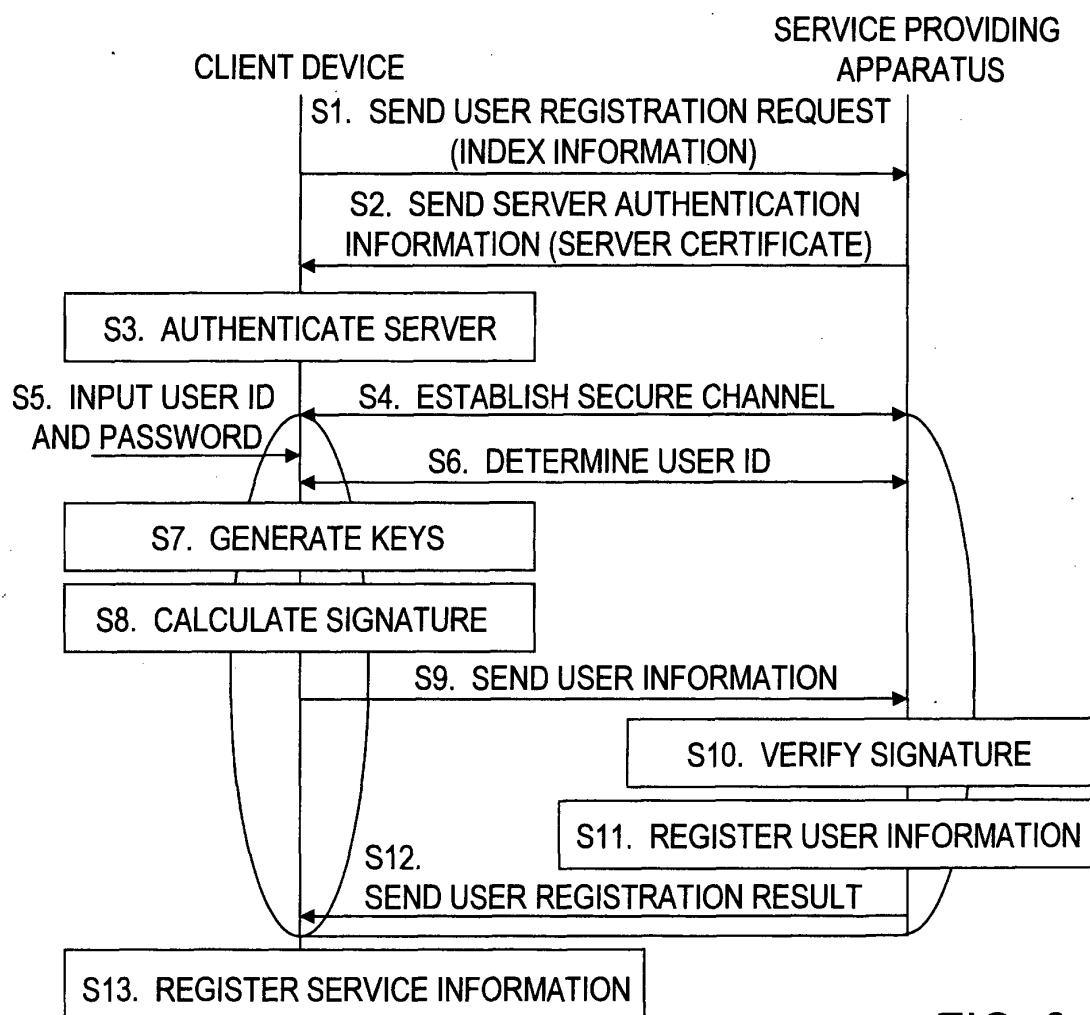 SERVICE PROVIDING
APPARATUS
CLIENT DEVICE
S1. SEND USER REGISTRATION REQUEST
(INDEX INFORMATION)
S2. SEND SERVER AUTHENTICATION
INFORMATION (SERVER CERTIFICATE)
S3. AUTHENTICATE SERVER
S5. INPUT USER ID
AND PASSWORD
S4. ESTABLISH SECURE CHANNEL
S6. DETERMINE USER ID
S7. GENERATE KEYS
S8. CALCULATE SIGNATURE
S9. SEND USER INFORMATION
S10. VERIFY SIGNATURE
S11. REGISTER USER INFORMATION
S12.
SEND USER REGISTRATION RESULT
S13. REGISTER SERVICE INFORMATION